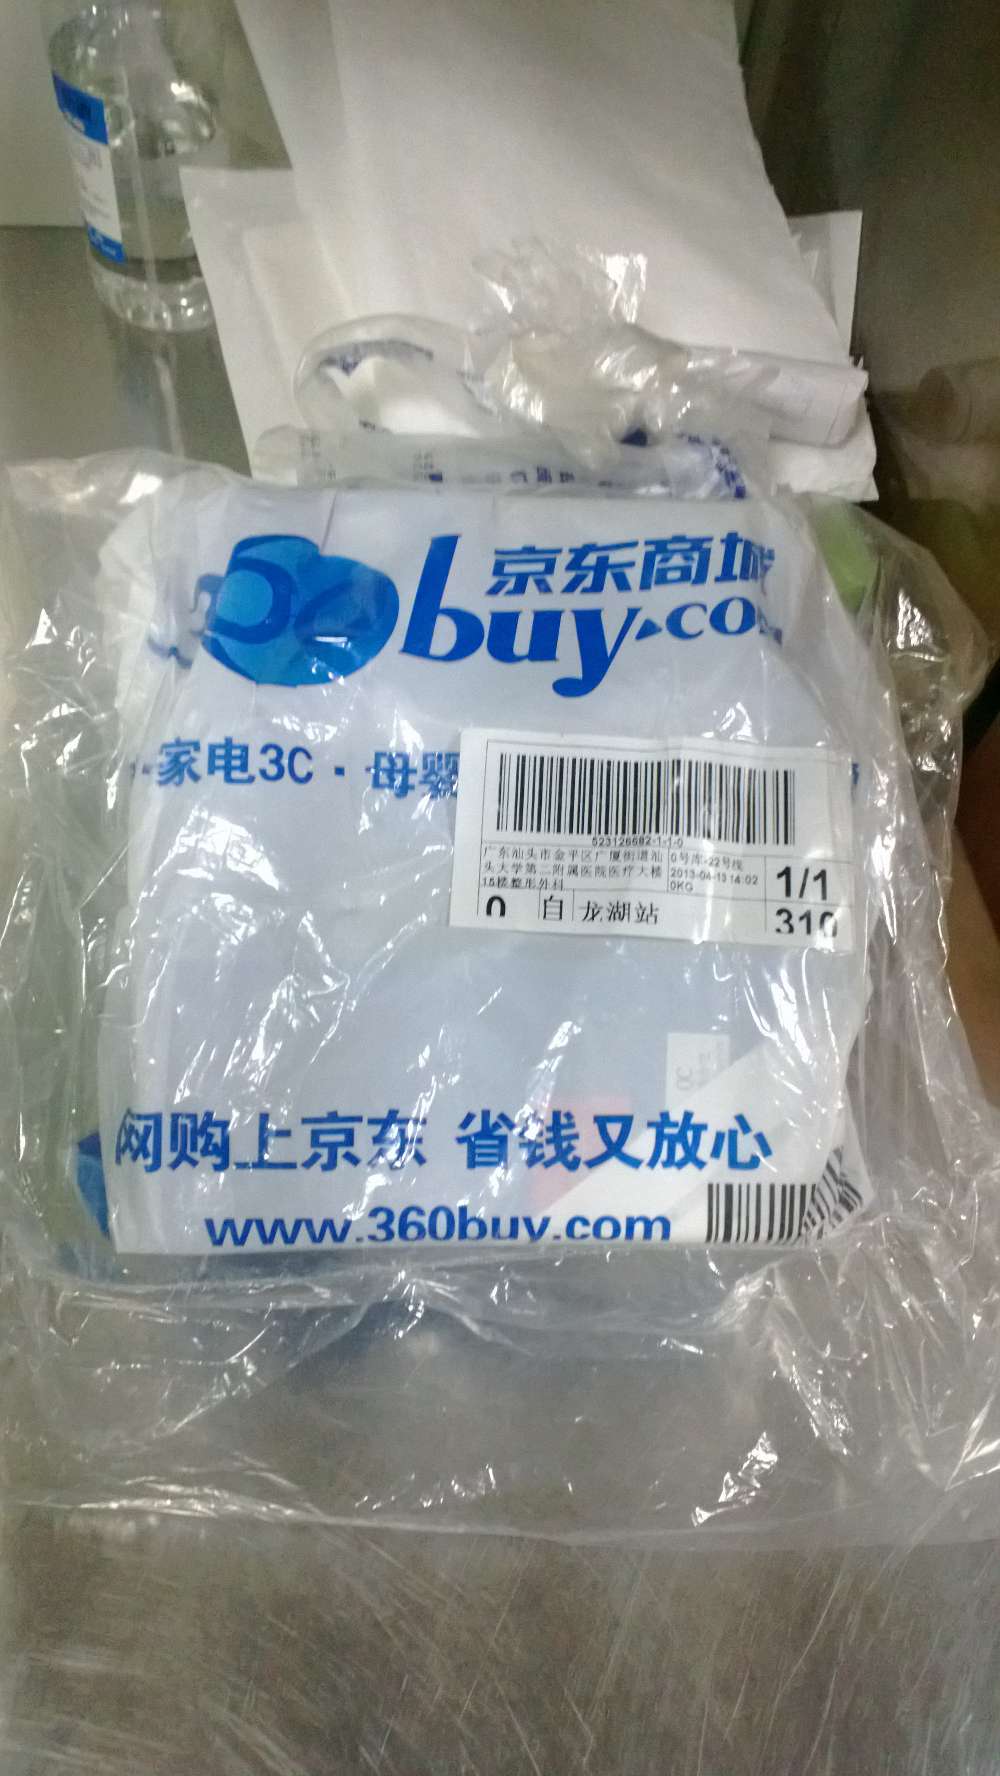 京东商城
360buy.com
家电3C·母婴
523126682-1-1-0
广东汕头市金平区广厦街道汕
头大学第二附属医院医疗大楼
15楼整形外科
0号库-22号线
2013-04-13 14:02
0KG
1/1
0 自 龙湖站
310
网购上京东 省钱又放心
www.360buy.com